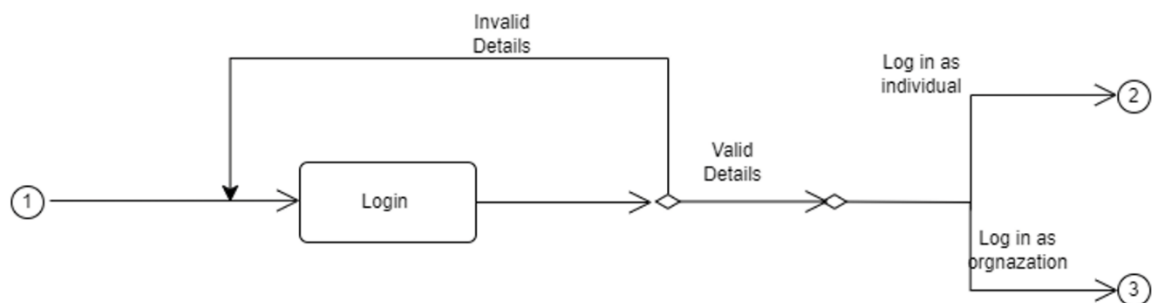 Invalid
Details
Log in as
individual
2
Valid
Details
1
Login
Log in as
orgnazation
3